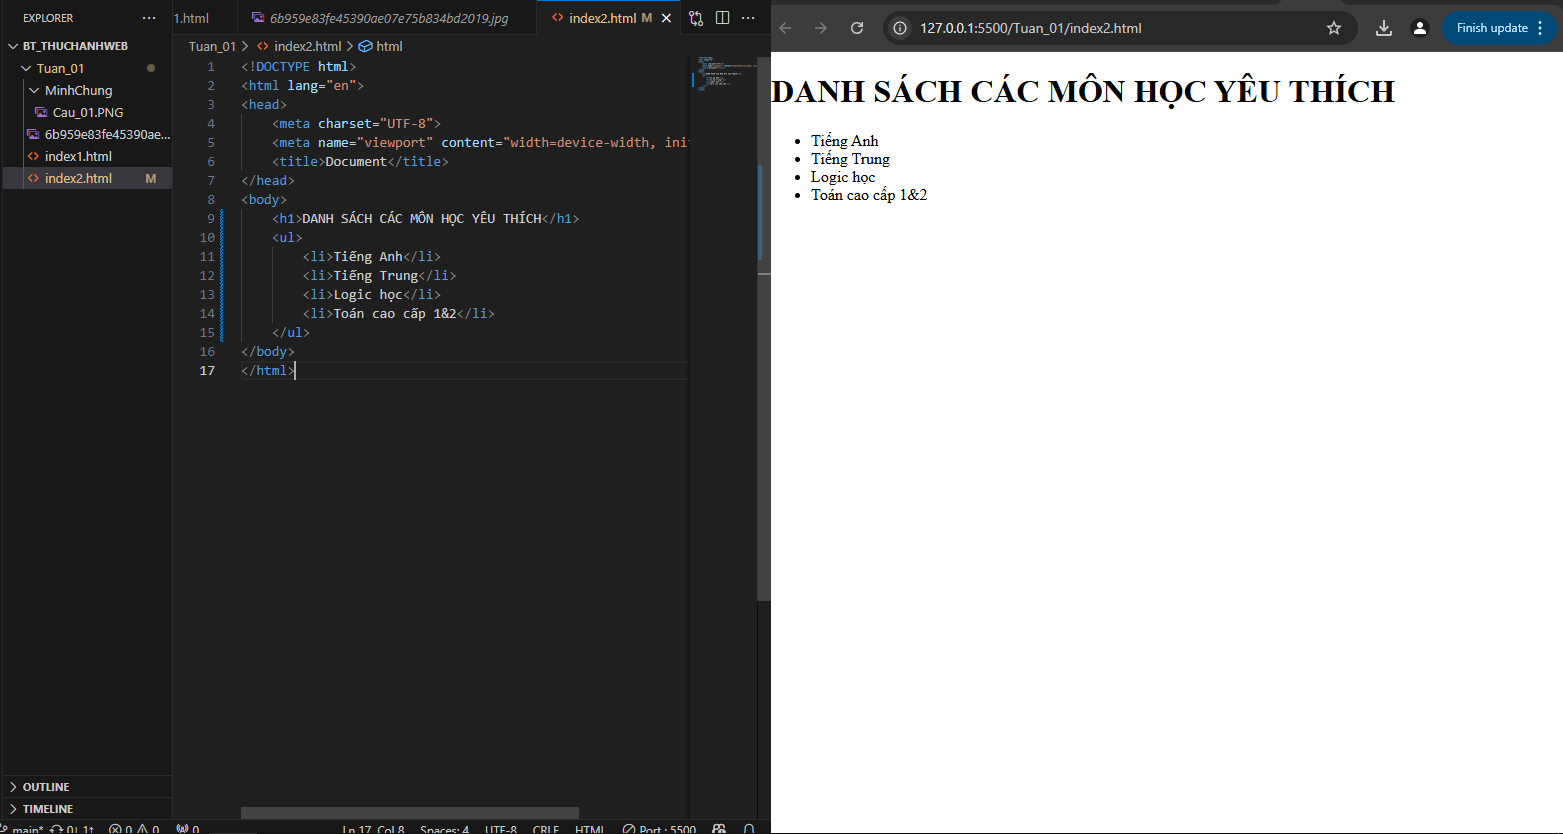 EXPLORER
BT_THUCHANHWEB
Tuan_01
MinhChung
Cau_01.PNG
6b959e83fe45390ae...
index1.html
index2.html M
OUTLINE
TIMELINE
1.html
6b959e83fe45390ae07e75b834bd2019.jpg
index2.html M
Tuan_01 > index2.html > html
1 <!DOCTYPE html>
2 <html lang="en">
3 <head>
4 <meta charset="UTF-8">
5 <meta name="viewport" content="width=device-width, init
6 <title>Document</title>
7 </head>
8 <body>
9 <h1>DANH SÁCH CÁC MÔN HỌC YÊU THÍCH</h1>
10 <ul>
11 <li>Tiếng Anh</li>
12 <li>Tiếng Trung</li>
13 <li>Logic học</li>
14 <li>Toán cao cấp 1&2</li>
15 </ul>
16 </body>
17 </html>
main* 0↓ 1↑ 0 0 0 Ln 17, Col 8 Spaces: 4 UTF-8 CRLF HTML Port : 5500
127.0.0.1:5500/Tuan_01/index2.html
Finish update
DANH SÁCH CÁC MÔN HỌC YÊU THÍCH
• Tiếng Anh
• Tiếng Trung
• Logic học
• Toán cao cấp 1&2